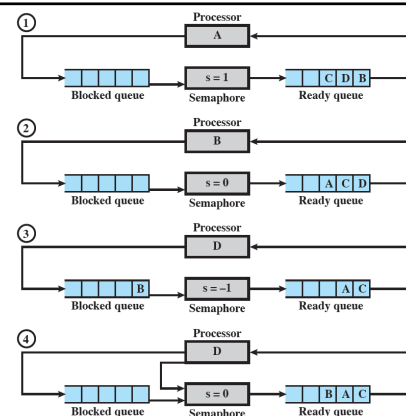 Processor
1
A
s = 1
C D B
Blocked queue
Semaphore
Ready queue
Processor
2
B
s = 0
A C D
Blocked queue
Semaphore
Ready queue
Processor
3
D
B
s = –1
A C
Blocked queue
Semaphore
Ready queue
Processor
4
D
s = 0
B A C
Blocked queue
Semaphore
Ready queue